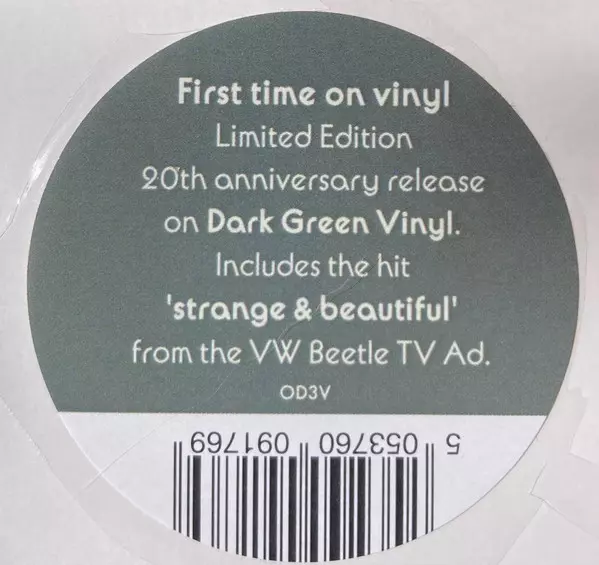 First time on vinyl
Limited Edition
20th anniversary release
on Dark Green Vinyl.
Includes the hit
'strange & beautiful'
from the VW Beetle TV Ad.
OD3V
5 053760 091769